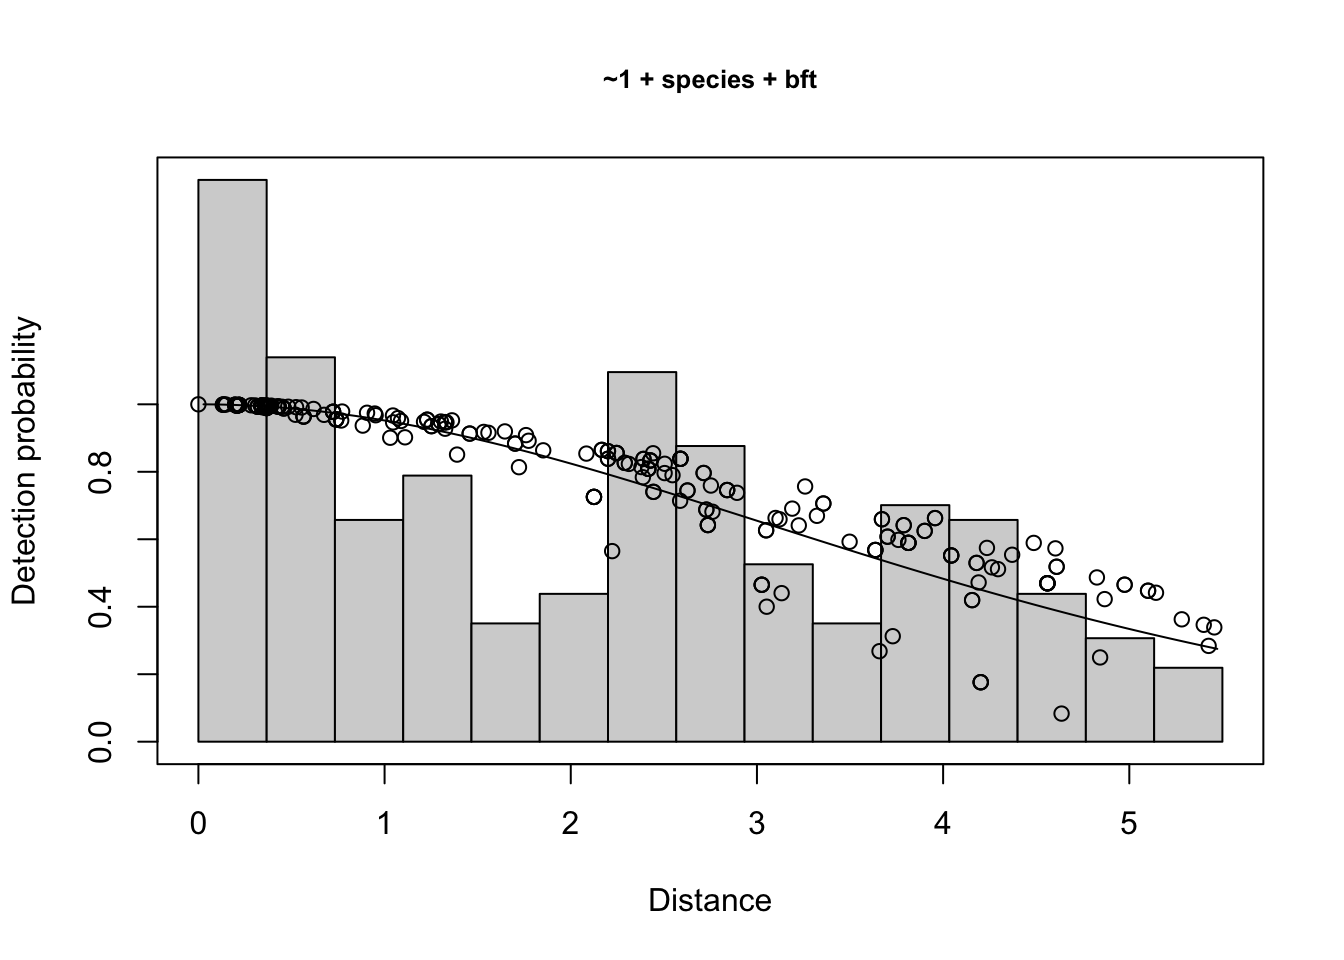 ~1 + species + bft
Detection probability
0.8
0.4
0.0
0 1 2 3 4 5
Distance